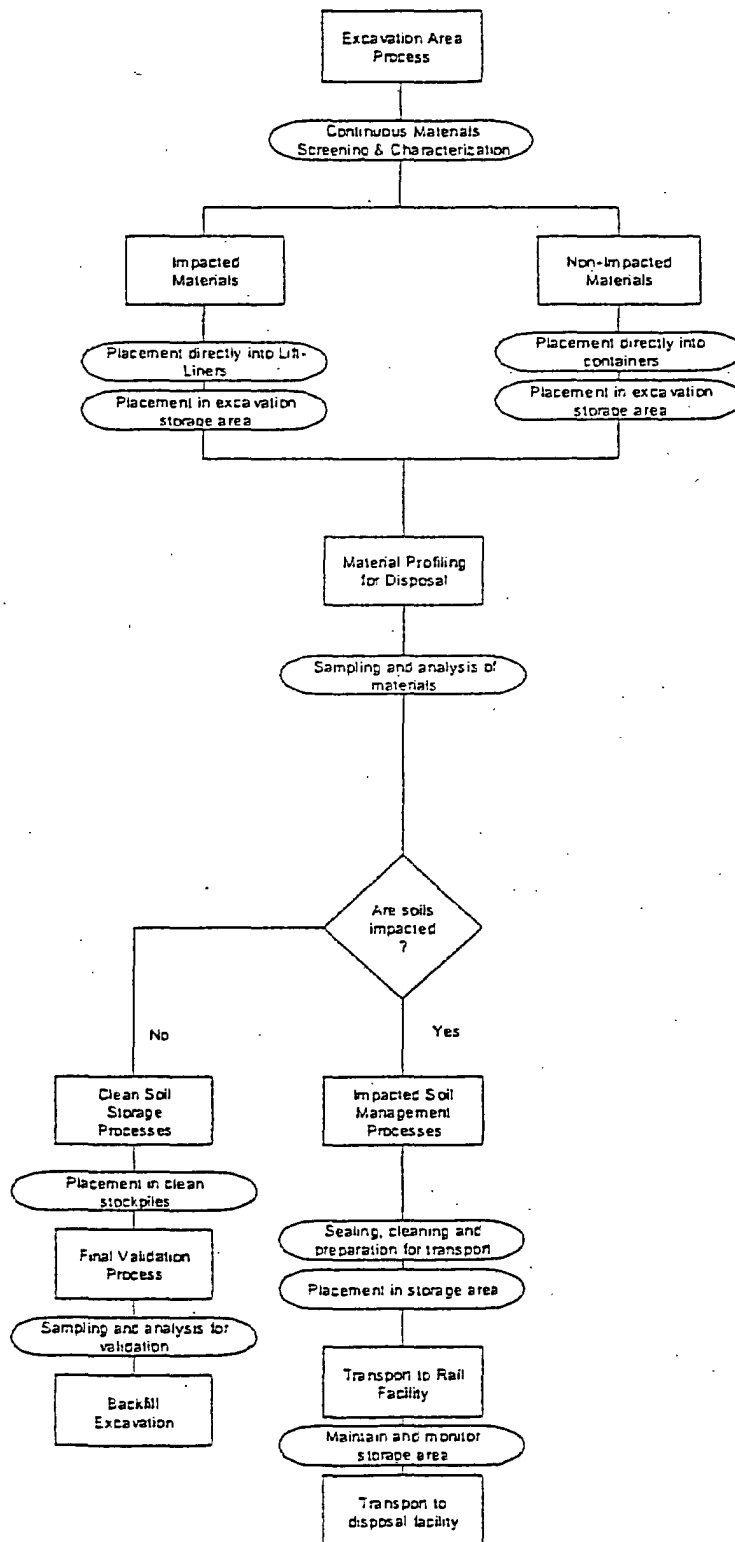 Excavation Area
Process
Continuous Materials
Screening & Characterization
Impacted
Materials
Non-Impacted
Materials
Placement directly into Lift-
Liners
Placement directly into
containers
Placement in excavation
storage area
Placement in excavation
storage area
Material Profiling
for Disposal
Sampling and analysis of
materials
Are soils
impacted
?
No
Yes
Clean Soil
Storage
Processes
Impacted Soil
Management
Processes
Placement in clean
stockpiles
Sealing, cleaning and
preparation for transport
Final Validation
Process
Placement in storage area
Sampling and analysis for
validation
Transport to Rail
Facility
Backfill
Excavation
Maintain and monitor
storage area
Transport to
disposal facility